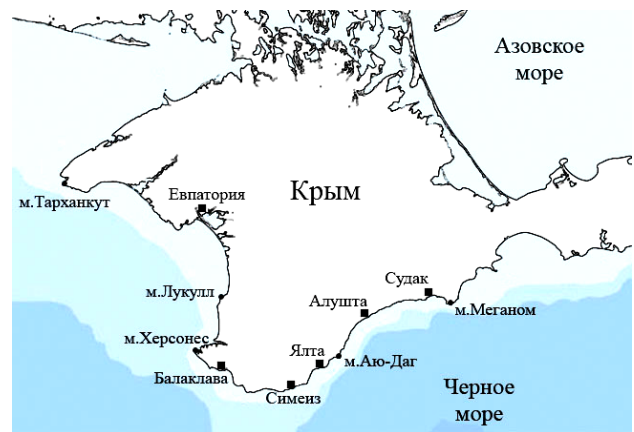 Азовское
море
м.Тарханкут
Евпатория
Крым
м.Лукулл
Судак
Алушта
м.Меганом
м.Херсонес
Ялта
м.Аю-Даг
Балаклава
Симеиз
Черное
море